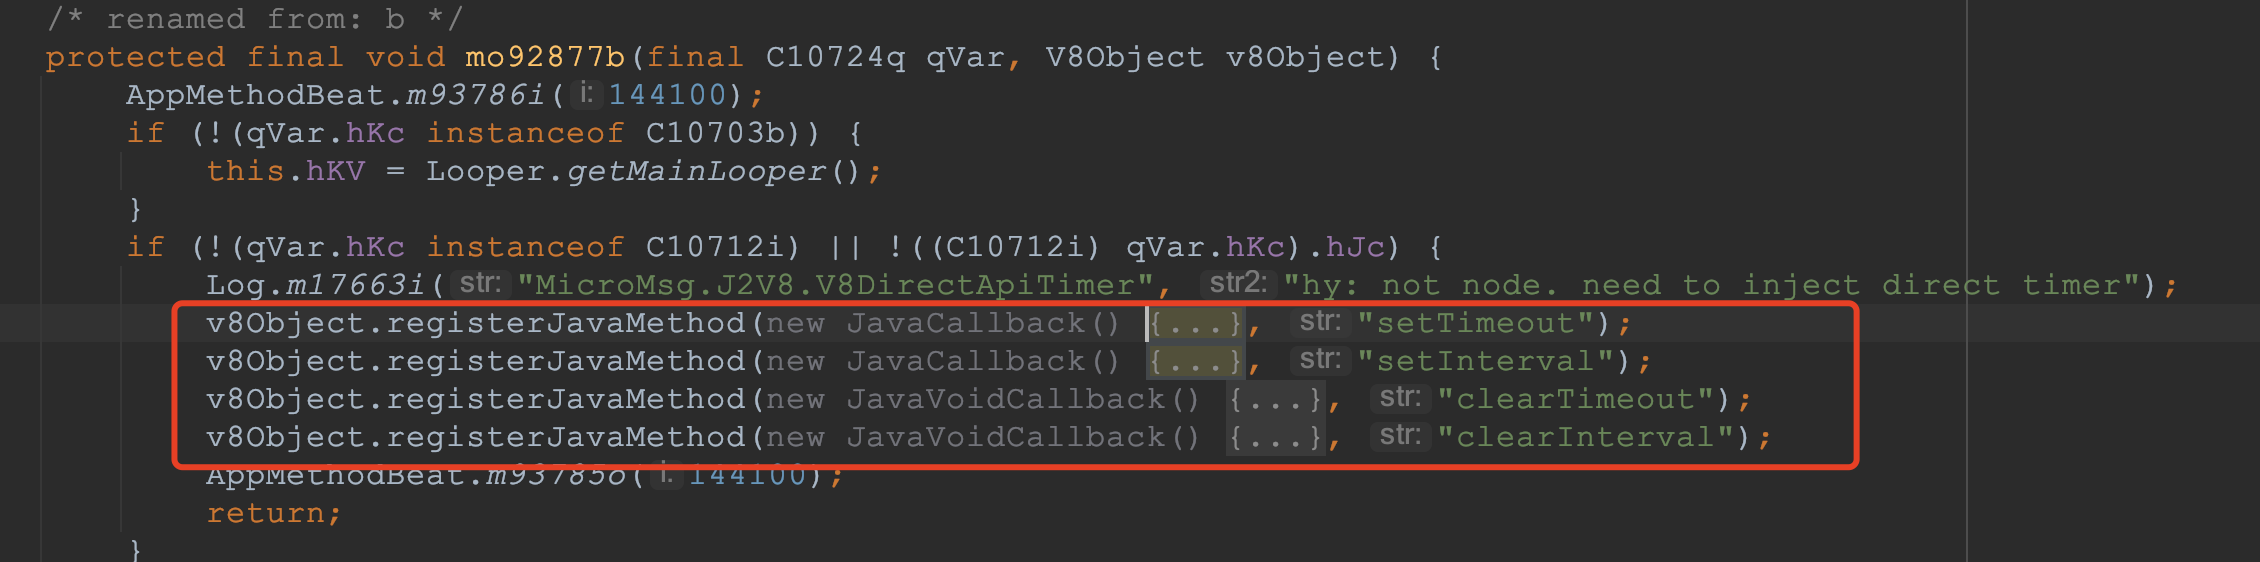 /* renamed from: b */
protected final void mo92877b(final C10724q qVar, V8Object v8Object) {
AppMethodBeat.m93786i( i: 144100);
if (!(qVar.hKc instanceof C10703b)) {
this.hKV = Looper.getMainLooper();
}
if (!(qVar.hKc instanceof C10712i) || !((C10712i) qVar.hKc).hJc) {
Log.m17663i( str: "MicroMsg.J2V8.V8DirectApiTimer", str2: "hy: not node. need to inject direct timer");
v8Object.registerJavaMethod(new JavaCallback() {...}, str: "setTimeout");
v8Object.registerJavaMethod(new JavaCallback() {...}, str: "setInterval");
v8Object.registerJavaMethod(new JavaVoidCallback() {...}, str: "clearTimeout");
v8Object.registerJavaMethod(new JavaVoidCallback() {...}, str: "clearInterval");
AppMethodBeat.m93785o( i: 144100);
return;
}